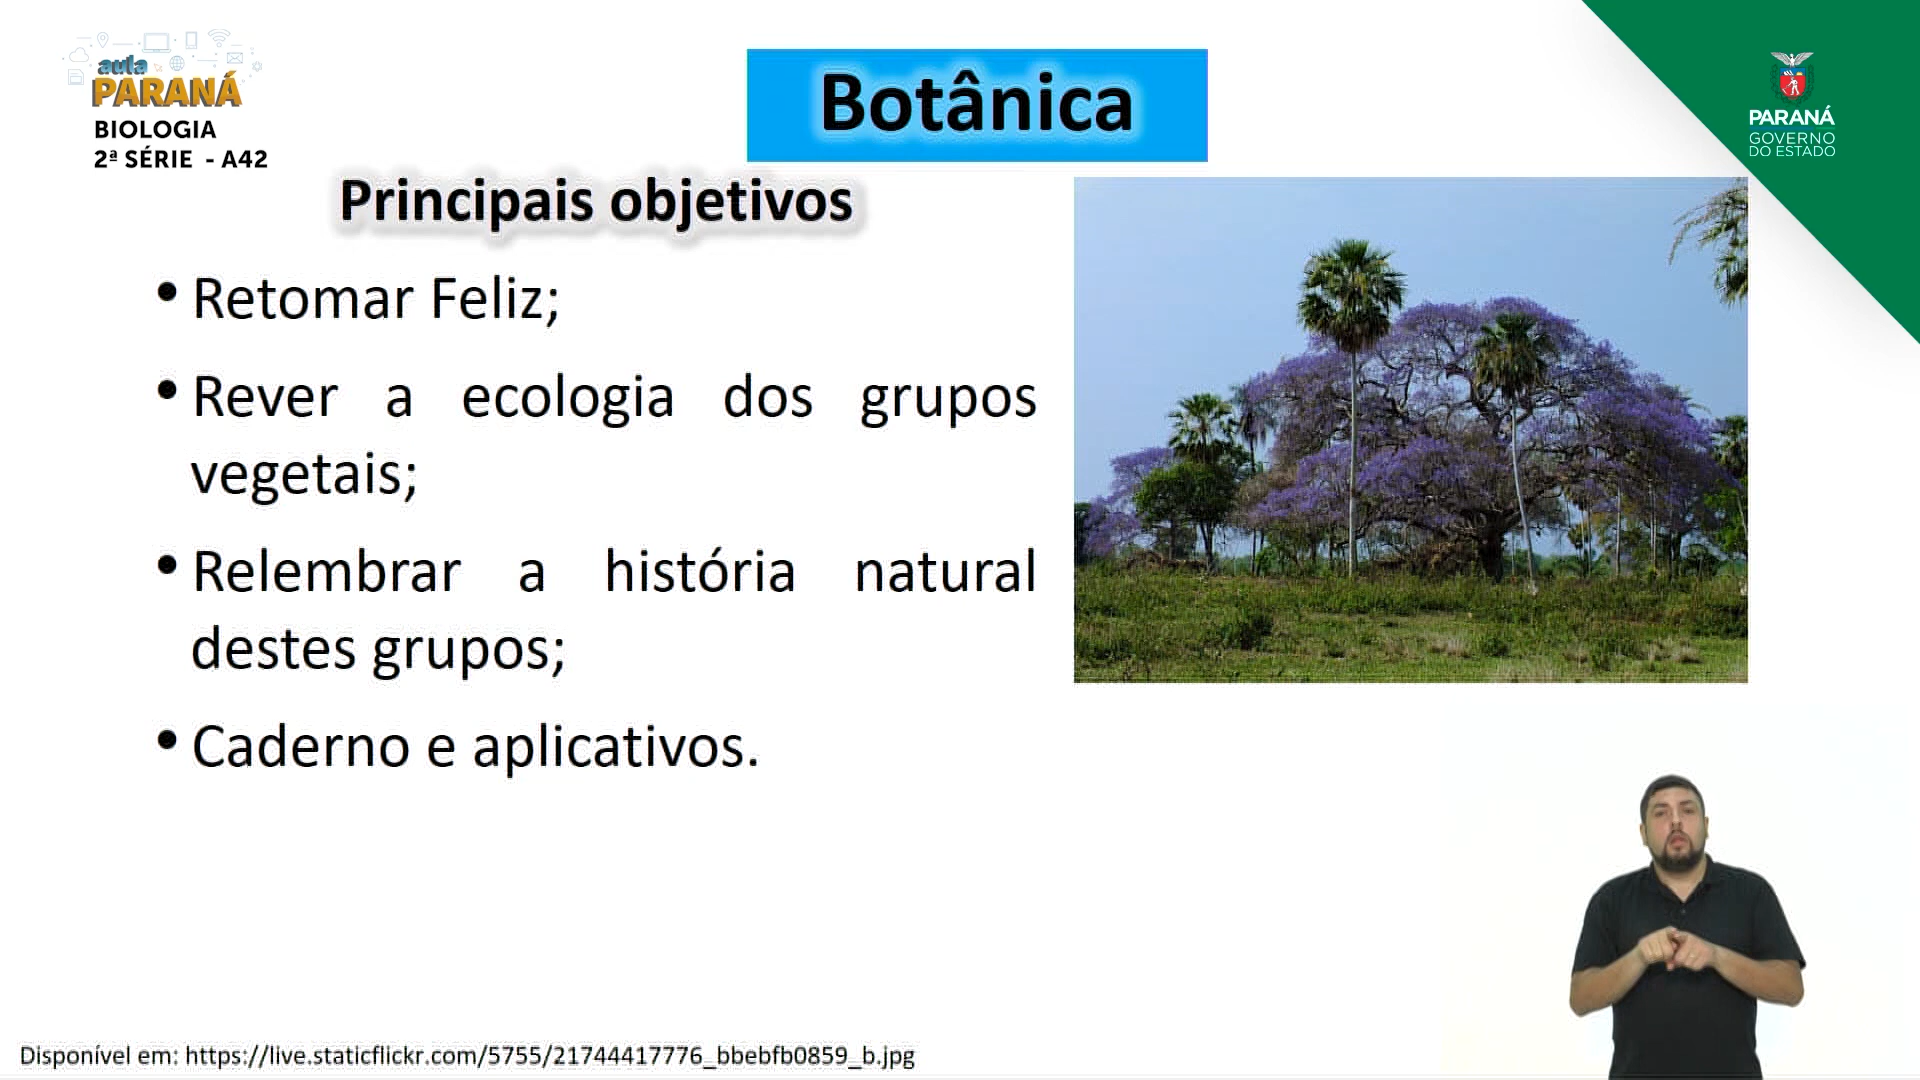 aula
PARANÁ
BIOLOGIA
2ª SÉRIE - A42
Botânica
PARANÁ
GOVERNO
DO ESTADO
Principais objetivos
• Retomar Feliz;
• Rever a ecologia dos grupos
vegetais;
• Relembrar a história natural
destes grupos;
• Caderno e aplicativos.
Disponível em: https://live.staticflickr.com/5755/21744417776_bbebfb0859_b.jpg